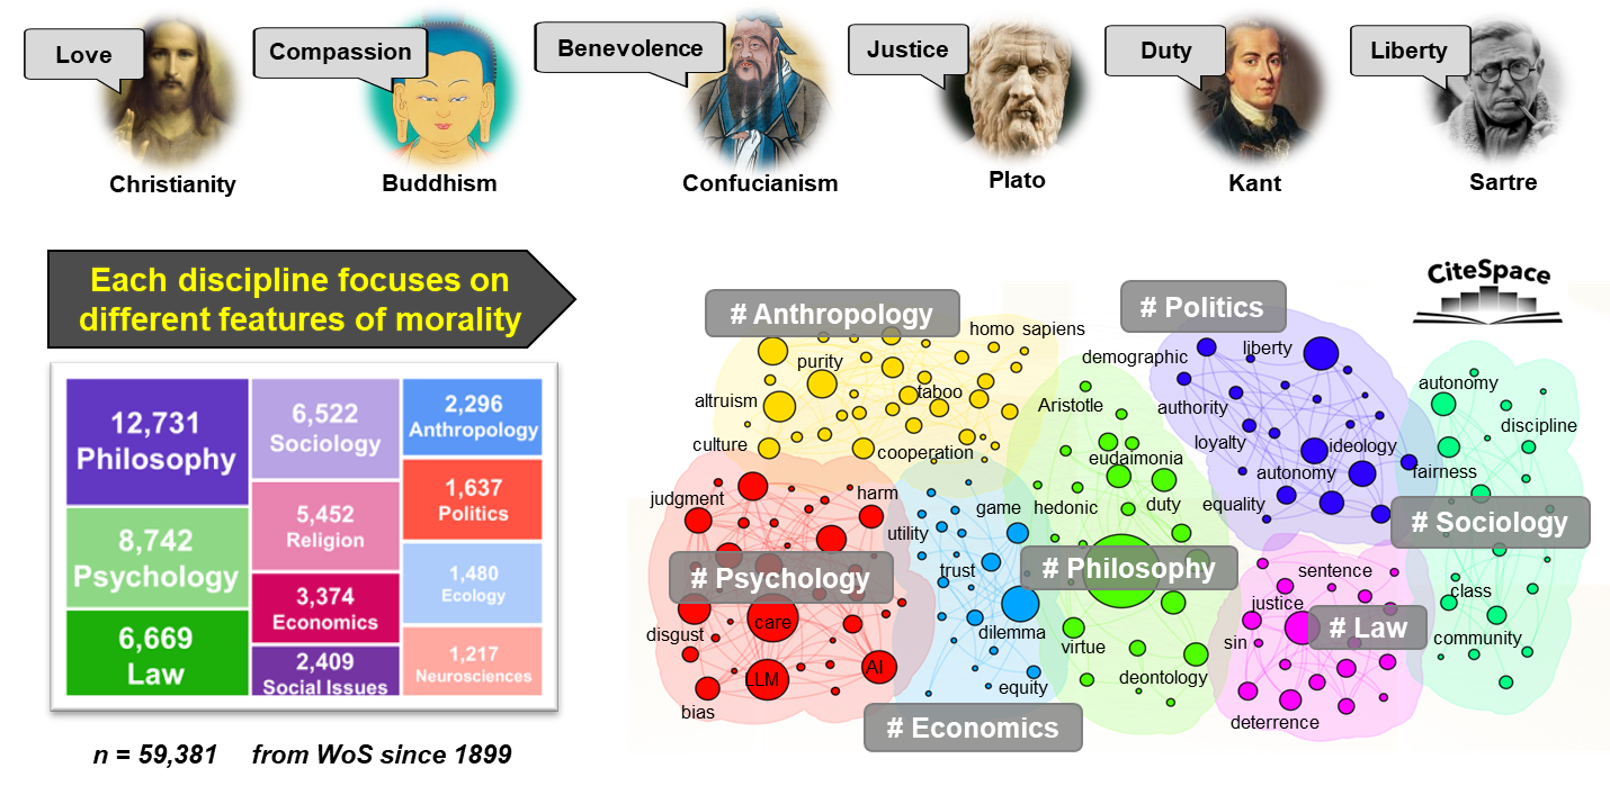 Love
Compassion
Benevolence
Justice
Duty
Liberty
Christianity
Buddhism
Confucianism
Plato
Kant
Sartre
Each discipline focuses on
different features of morality
12,731
Philosophy
8,742
Psychology
6,669
Law
6,522
Sociology
5,452
Religion
3,374
Economics
2,409
Social Issues
2,296
Anthropology
1,637
Politics
1,480
Ecology
1,217
Neurosciences
n = 59,381 from WoS since 1899
CiteSpace
# Anthropology
homo sapiens
purity
altruism
taboo
culture
cooperation
# Politics
demographic
liberty
authority
loyalty
ideology
autonomy
equality
autonomy
discipline
fairness
# Sociology
class
community
Aristotle
eudaimonia
hedonic
duty
# Philosophy
virtue
deontology
judgment
harm
# Psychology
care
disgust
LLM
AI
bias
game
utility
trust
dilemma
equity
# Economics
sentence
justice
# Law
sin
deterrence